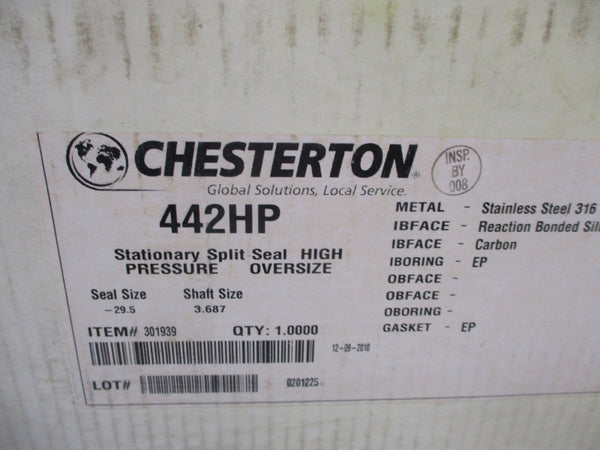 CHESTERTON®
Global Solutions, Local Service.
INSP.
BY
008
442HP
Stationary Split Seal HIGH
PRESSURE OVERSIZE
Seal Size Shaft Size
-29.5 3.687
ITEM# 301939 QTY: 1.0000
12-09-2010
LOT# 0201225
METAL - Stainless Steel 316
IBFACE - Reaction Bonded Sili
IBFACE - Carbon
IBORING - EP
OBFACE -
OBFACE -
OBORING -
GASKET - EP